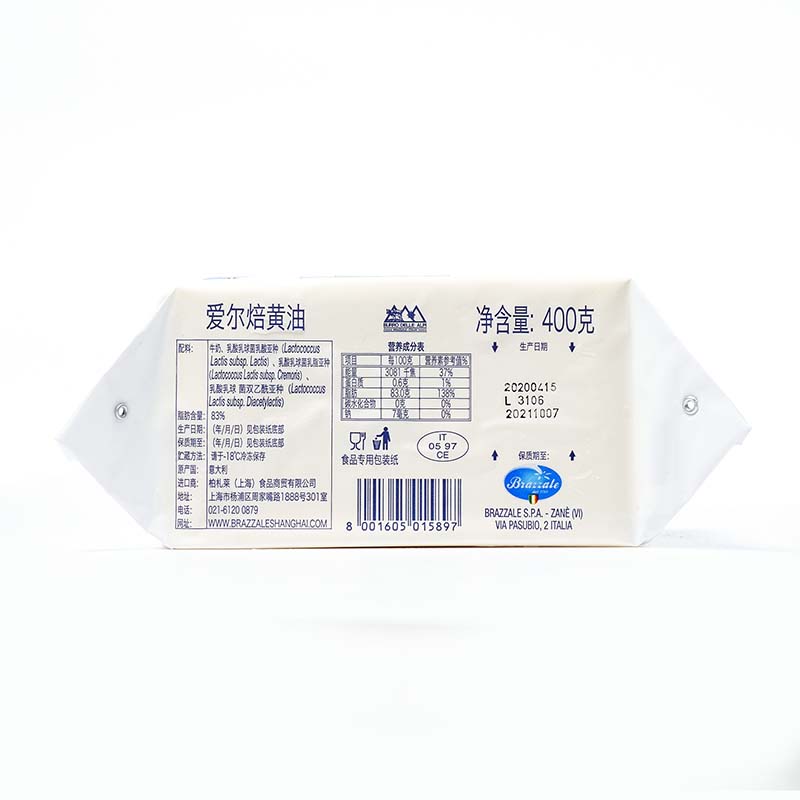 爱尔焙黄油
配料: 牛奶、乳酸乳球菌乳酸亚种 (Lactococcus
Lactis subsp. Lactis) 、乳酸乳球菌乳脂亚种
(Lactococcus Lactis subsp. Cremoris) 、
乳酸乳球 菌双乙酰亚种 (Lactococcus
Lactis subsp. Diacetylactis)
脂肪含量: 83%
生产日期: (年/月/日) 见包装纸底部
保质期至: (年/月/日) 见包装纸底部
贮藏方法: 请于-18℃冷冻保存
原产国: 意大利
进口商: 柏札莱 (上海) 食品商贸有限公司
地址: 上海市杨浦区周家嘴路1888号301室
电话: 021-6120 0879
网址: WWW.BRAZZALESHANGHAI.COM
BURRO DELLE ALPI
营养成分表
项目 每100克 营养素参考值%
能量 3081 千焦 37%
蛋白质 0.6克 1%
脂肪 83.0克 138%
碳水化合物 0克 0%
钠 7毫克 0%
食品专用包装纸
IT
05 97
CE
8 001605 015897
净含量: 400克
生产日期
20200415
L 3106
20211007
保质期至:
Brazzale
BRAZZALE S.P.A. - ZANÈ (VI)
VIA PASUBIO, 2 ITALIA